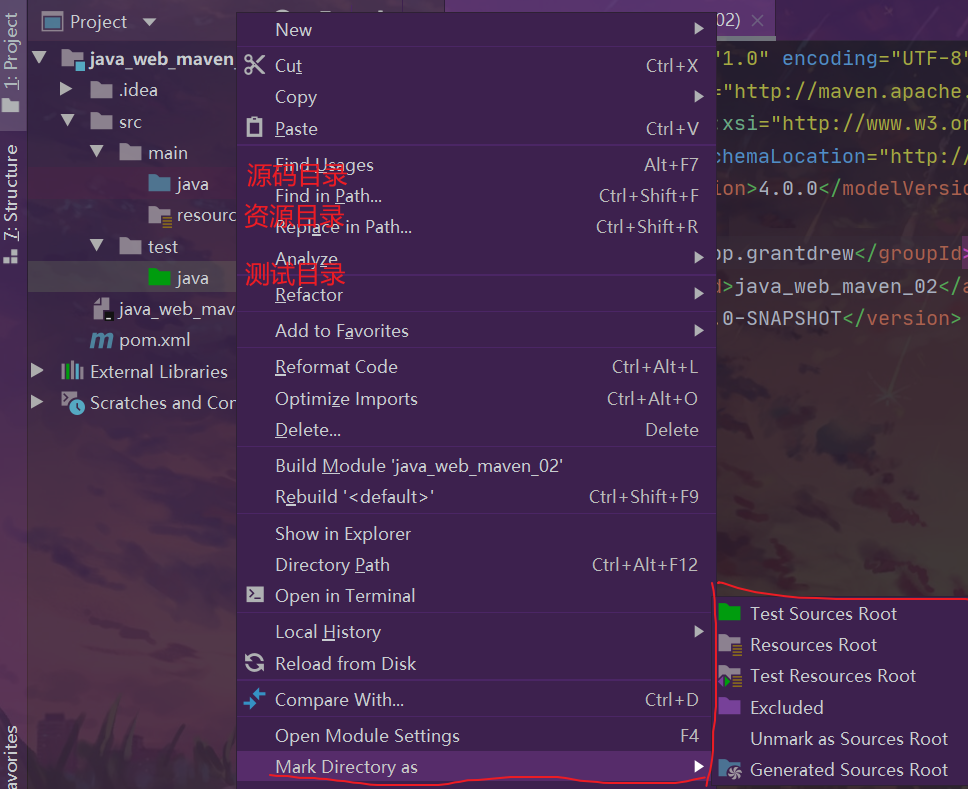 1: Project
7: Structure
avorites
Project
java_web_maven_
.idea
src
main
java
resourc
test
java
java_web_mav
pom.xml
External Libraries
Scratches and Con
源码目录
资源目录
测试目录
New
Cut Ctrl+X
Copy
Paste Ctrl+V
Find Usages Alt+F7
Find in Path... Ctrl+Shift+F
Replace in Path... Ctrl+Shift+R
Analyze
Refactor
Add to Favorites
Reformat Code Ctrl+Alt+L
Optimize Imports Ctrl+Alt+O
Delete... Delete
Build Module 'java_web_maven_02'
Rebuild '<default>' Ctrl+Shift+F9
Show in Explorer
Directory Path Ctrl+Alt+F12
Open in Terminal
Local History
Reload from Disk
Compare With... Ctrl+D
Open Module Settings F4
Mark Directory as
Test Sources Root
Resources Root
Test Resources Root
Excluded
Unmark as Sources Root
Generated Sources Root
02)
"1.0" encoding="UTF-8"
="http://maven.apache.
:xsi="http://www.w3.or
chemaLocation="http:/
ion>4.0.0</modelVersio
op.grantdrew</groupId>
d>java_web_maven_02</a
.0-SNAPSHOT</version>